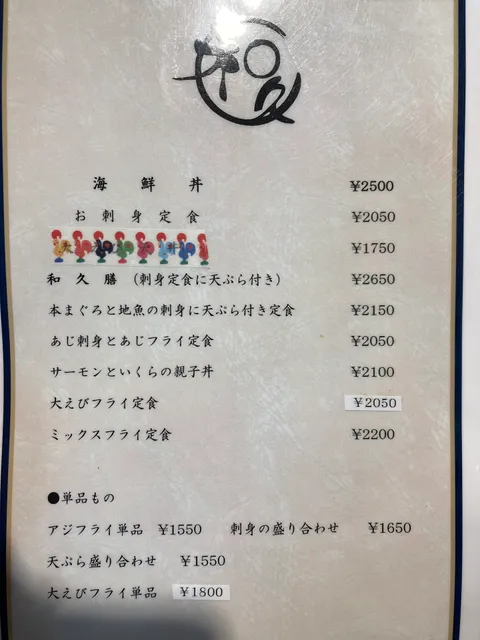 和久
海鮮丼 ¥2500
お刺身定食 ¥2050
¥1750
和久膳 (刺身定食に天ぷら付き) ¥2650
本まぐろと地魚の刺身に天ぷら付き定食 ¥2150
あじ刺身とあじフライ定食 ¥2050
サーモンといくらの親子丼 ¥2100
大えびフライ定食 ¥2050
ミックスフライ定食 ¥2200
●単品もの
アジフライ単品 ¥1550 刺身の盛り合わせ ¥1650
天ぷら盛り合わせ ¥1550
大えびフライ単品 ¥1800